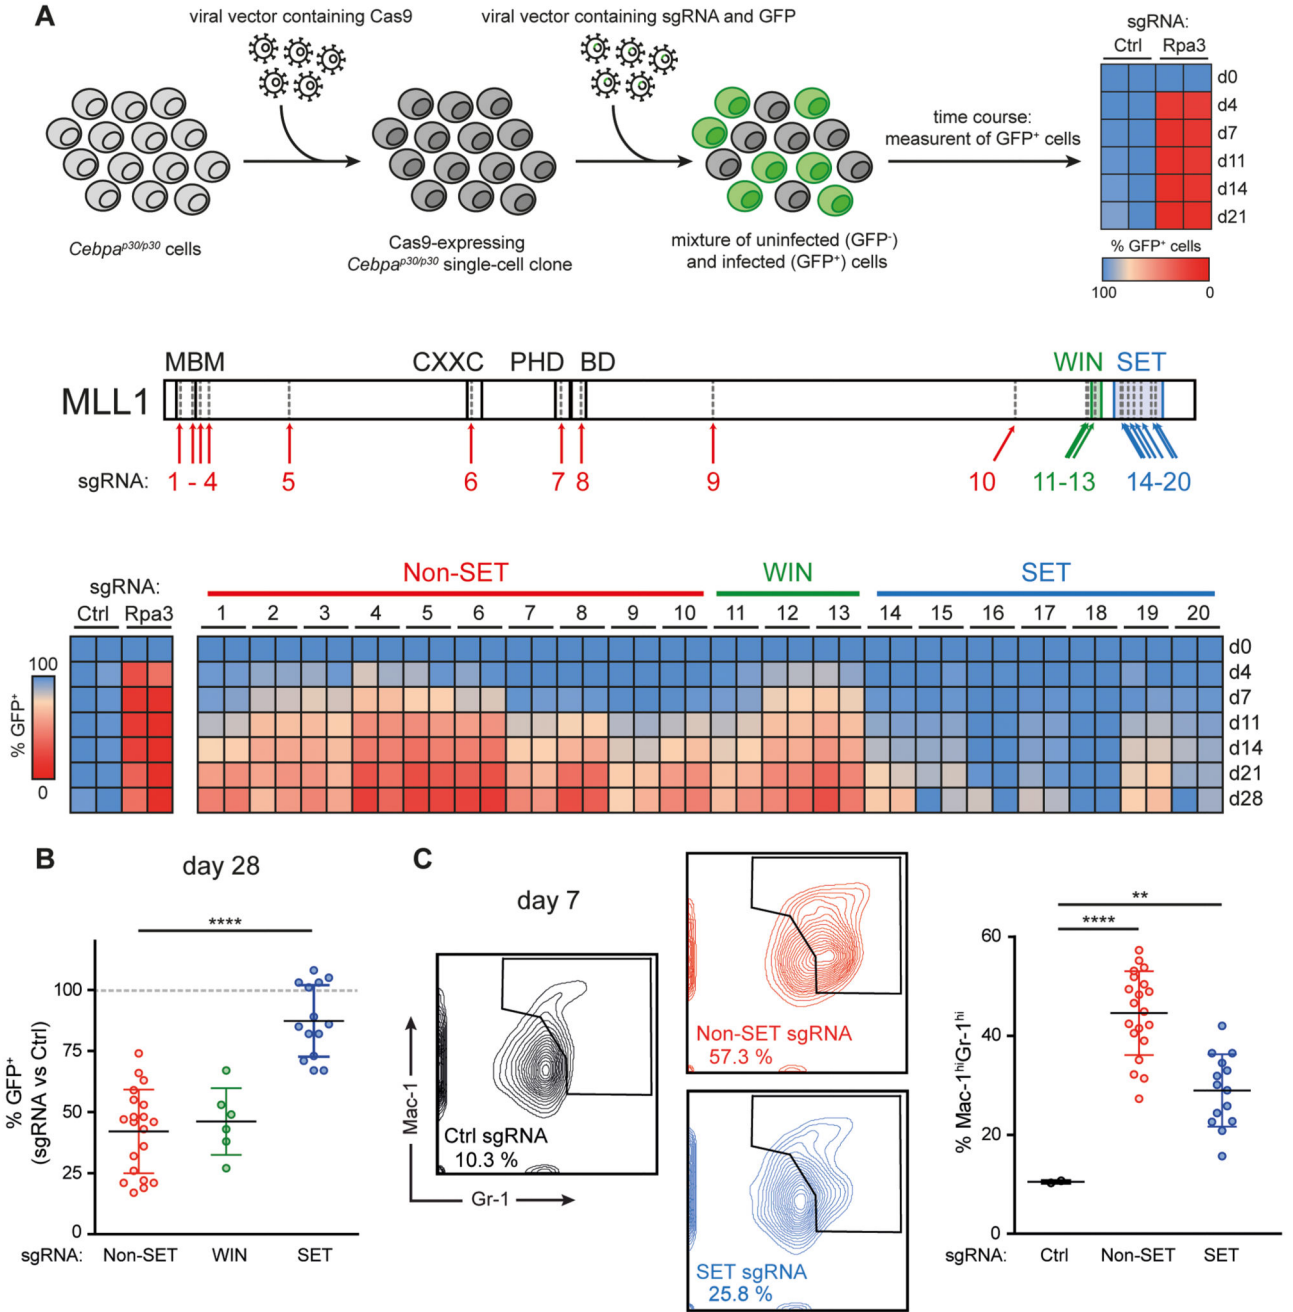 A
viral vector containing Cas9
viral vector containing sgRNA and GFP
sgRNA:
Ctrl Rpa3
d0
d4
d7
d11
d14
d21
time course:
measurent of GFP+ cells
Cebpa^p30/p30 cells
Cas9-expressing
Cebpa^p30/p30 single-cell clone
mixture of uninfected (GFP-)
and infected (GFP+) cells
% GFP+ cells
100 0
MBM CXXC PHD BD WIN SET
MLL1
sgRNA: 1 - 4 5 6 7 8 9 10 11-13 14-20
sgRNA:
Ctrl Rpa3
Non-SET WIN SET
1 2 3 4 5 6 7 8 9 10 11 12 13 14 15 16 17 18 19 20
d0
d4
d7
d11
d14
d21
d28
100
% GFP+
0
B
day 28
****
% GFP+
(sgRNA vs Ctrl)
100
75
50
25
0
sgRNA: Non-SET WIN SET
C
day 7
Mac-1
Gr-1
Ctrl sgRNA
10.3 %
Non-SET sgRNA
57.3 %
SET sgRNA
25.8 %
**
****
% Mac-1hiGr-1hi
60
40
20
0
sgRNA: Ctrl Non-SET SET